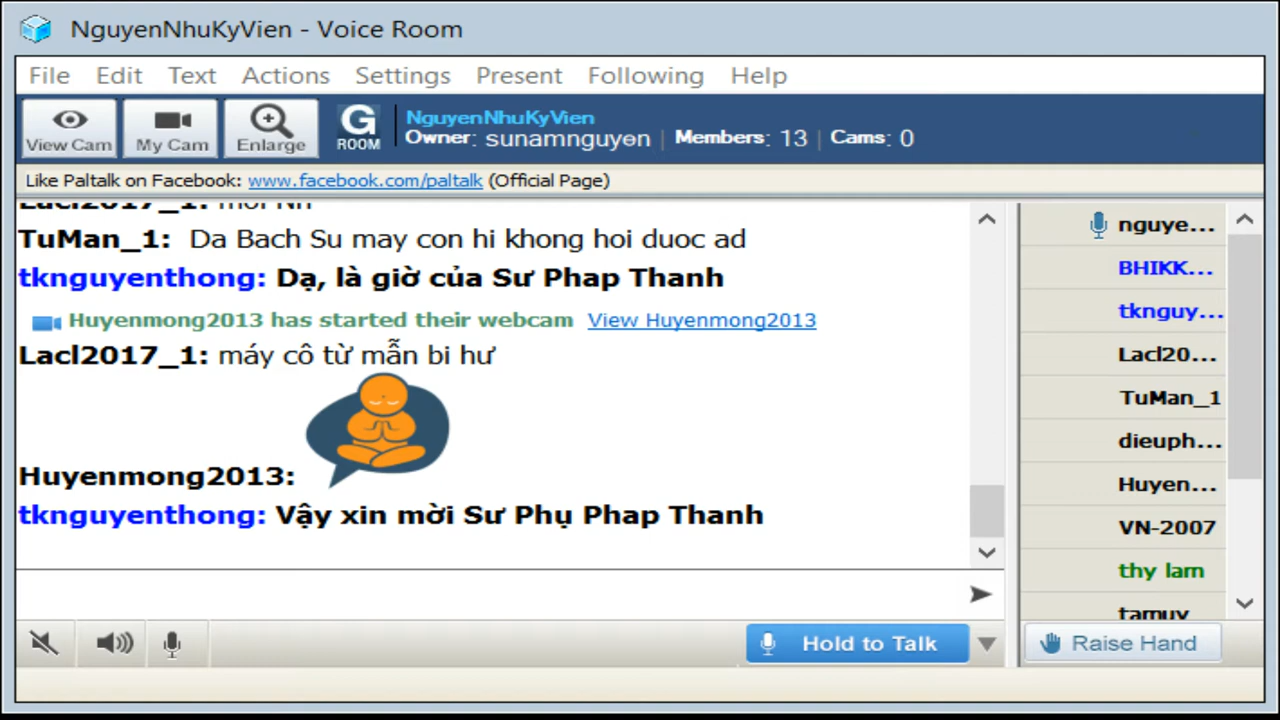 NguyenNhuKyVien - Voice Room
File Edit Text Actions Settings Present Following Help
View Cam
My Cam
Enlarge
G
ROOM
NguyenNhuKyVien
Owner: sunamnguyen | Members: 13 | Cams: 0
Like Paltalk on Facebook: www.facebook.com/paltalk (Official Page)
Lacl2017_1:
TuMan_1: Da Bach Su may con hi khong hoi duoc ad
tknguyenthong: Dạ, là giờ của Sư Phap Thanh
Huyenmong2013 has started their webcam View Huyenmong2013
Lacl2017_1: máy cô từ mẫn bi hư
Huyenmong2013:
tknguyenthong: Vậy xin mời Sư Phụ Phap Thanh
Hold to Talk
nguye...
BHIKK...
tknguy...
Lacl20...
TuMan_1
dieuph...
Huyen...
VN-2007
thy lam
tamuy
Raise Hand